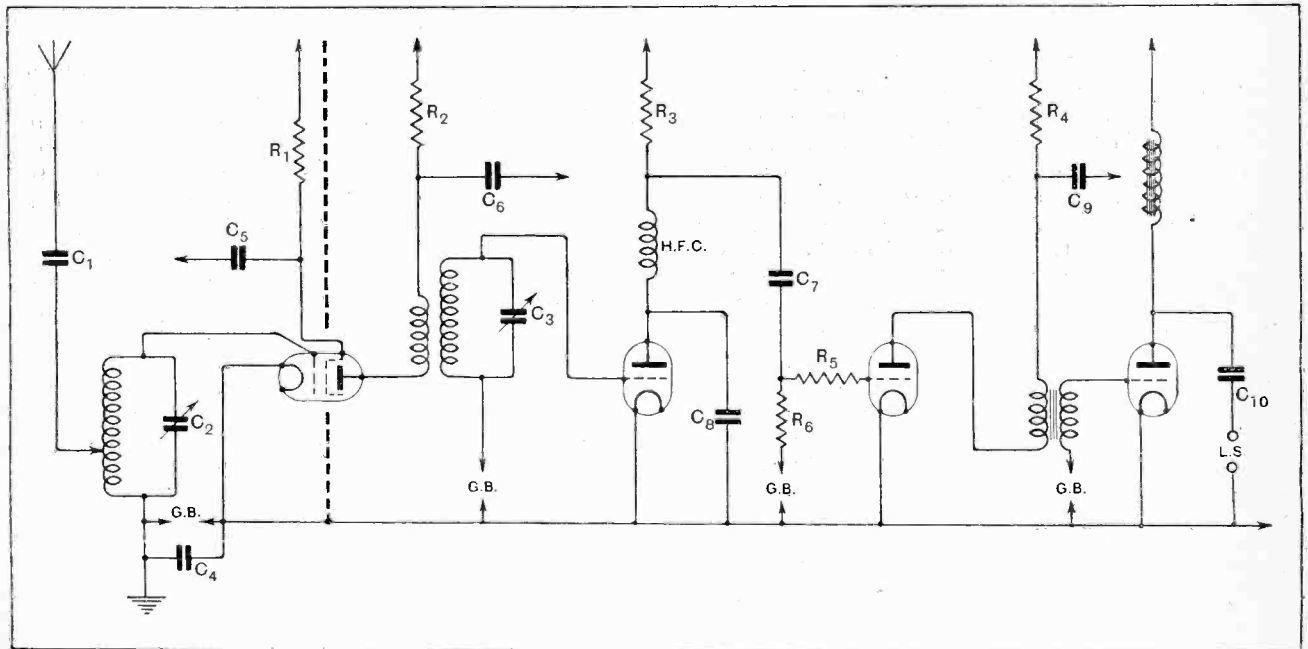 R1
R2
R3
R4
C5
C6
C9
C1
H.F.C.
C7
C3
R5
C2
C8
R6
C10
L.S
G.B.
G.B.
G.B.
G.B.
C4